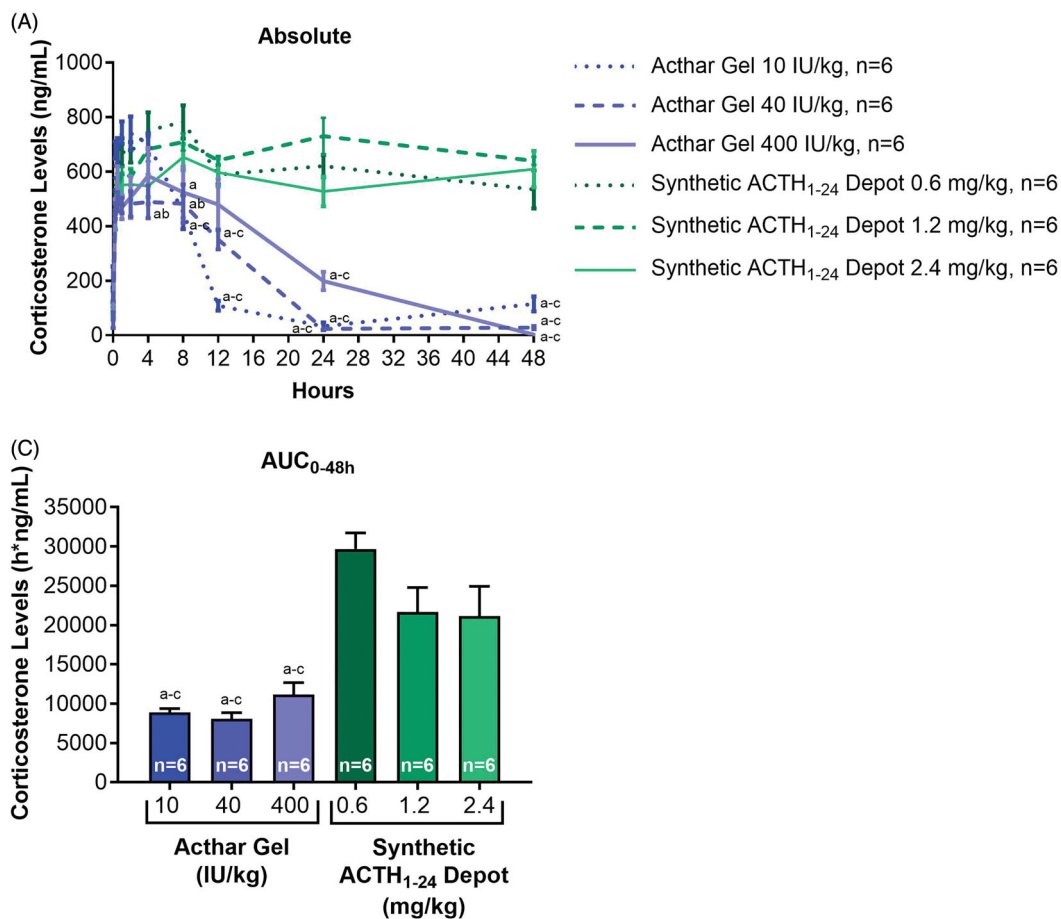 (A)
Absolute
Corticosterone Levels (ng/mL)
1000
800
600
400
200
0
0 4 8 12 16 20 24 28 32 36 40 44 48
Hours
a
ab
ab
a-c
a-c
a-c
a-c
a-c
a-c
a-c
a-c
a-c
Acthar Gel 10 IU/kg, n=6
Acthar Gel 40 IU/kg, n=6
Acthar Gel 400 IU/kg, n=6
Synthetic ACTH1-24 Depot 0.6 mg/kg, n=6
Synthetic ACTH1-24 Depot 1.2 mg/kg, n=6
Synthetic ACTH1-24 Depot 2.4 mg/kg, n=6
(C)
AUC0-48h
Corticosterone Levels (h*ng/mL)
35000
30000
25000
20000
15000
10000
5000
0
a-c a-c a-c
n=6 n=6 n=6 n=6 n=6 n=6
10 40 400 0.6 1.2 2.4
Acthar Gel
(IU/kg)
Synthetic
ACTH1-24 Depot
(mg/kg)